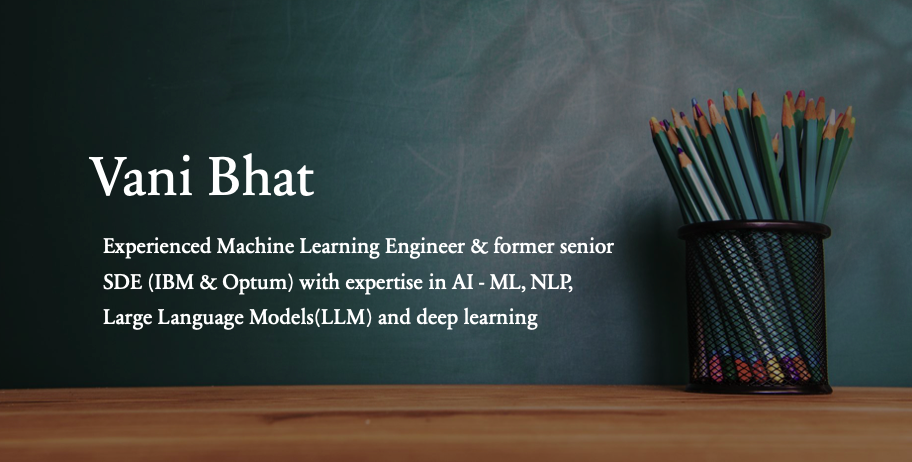 Vani Bhat
Experienced Machine Learning Engineer & former senior
SDE (IBM & Optum) with expertise in AI - ML, NLP,
Large Language Models(LLM) and deep learning